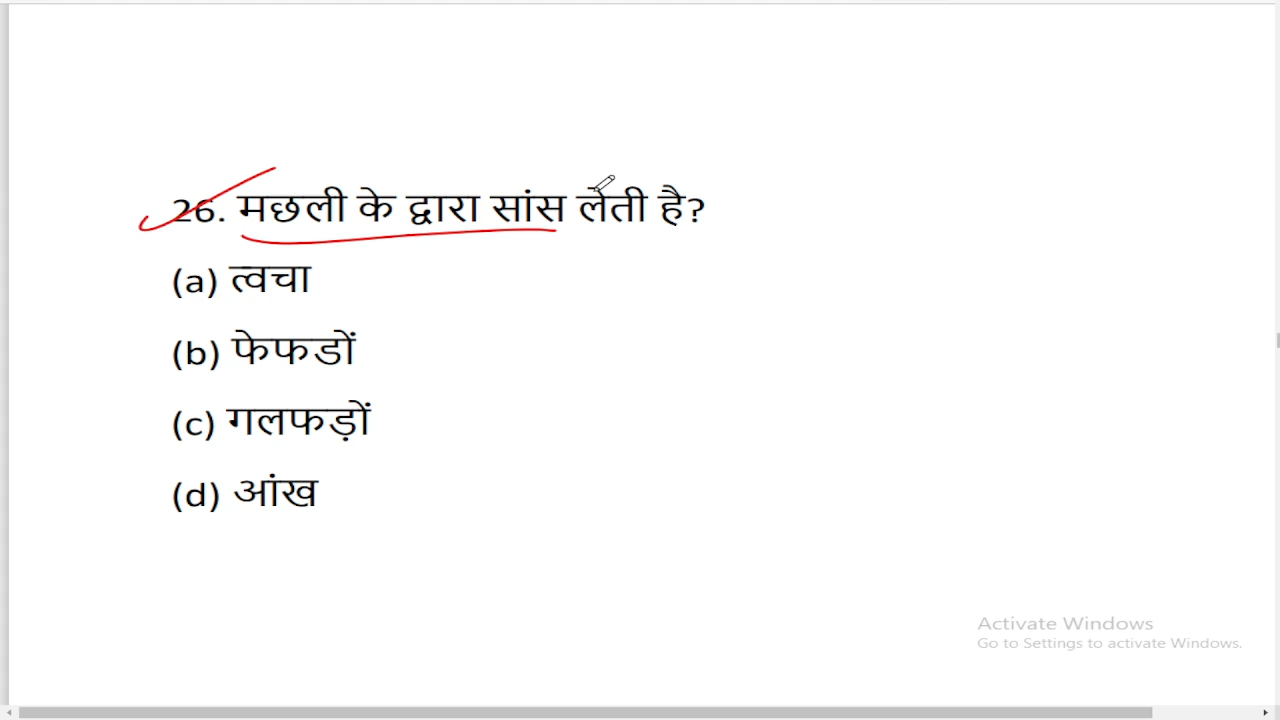 26. मछली के द्वारा सांस लेती है?
(a) त्वचा
(b) फेफडों
(c) गलफड़ों
(d) आंख
Activate Windows
Go to Settings to activate Windows.